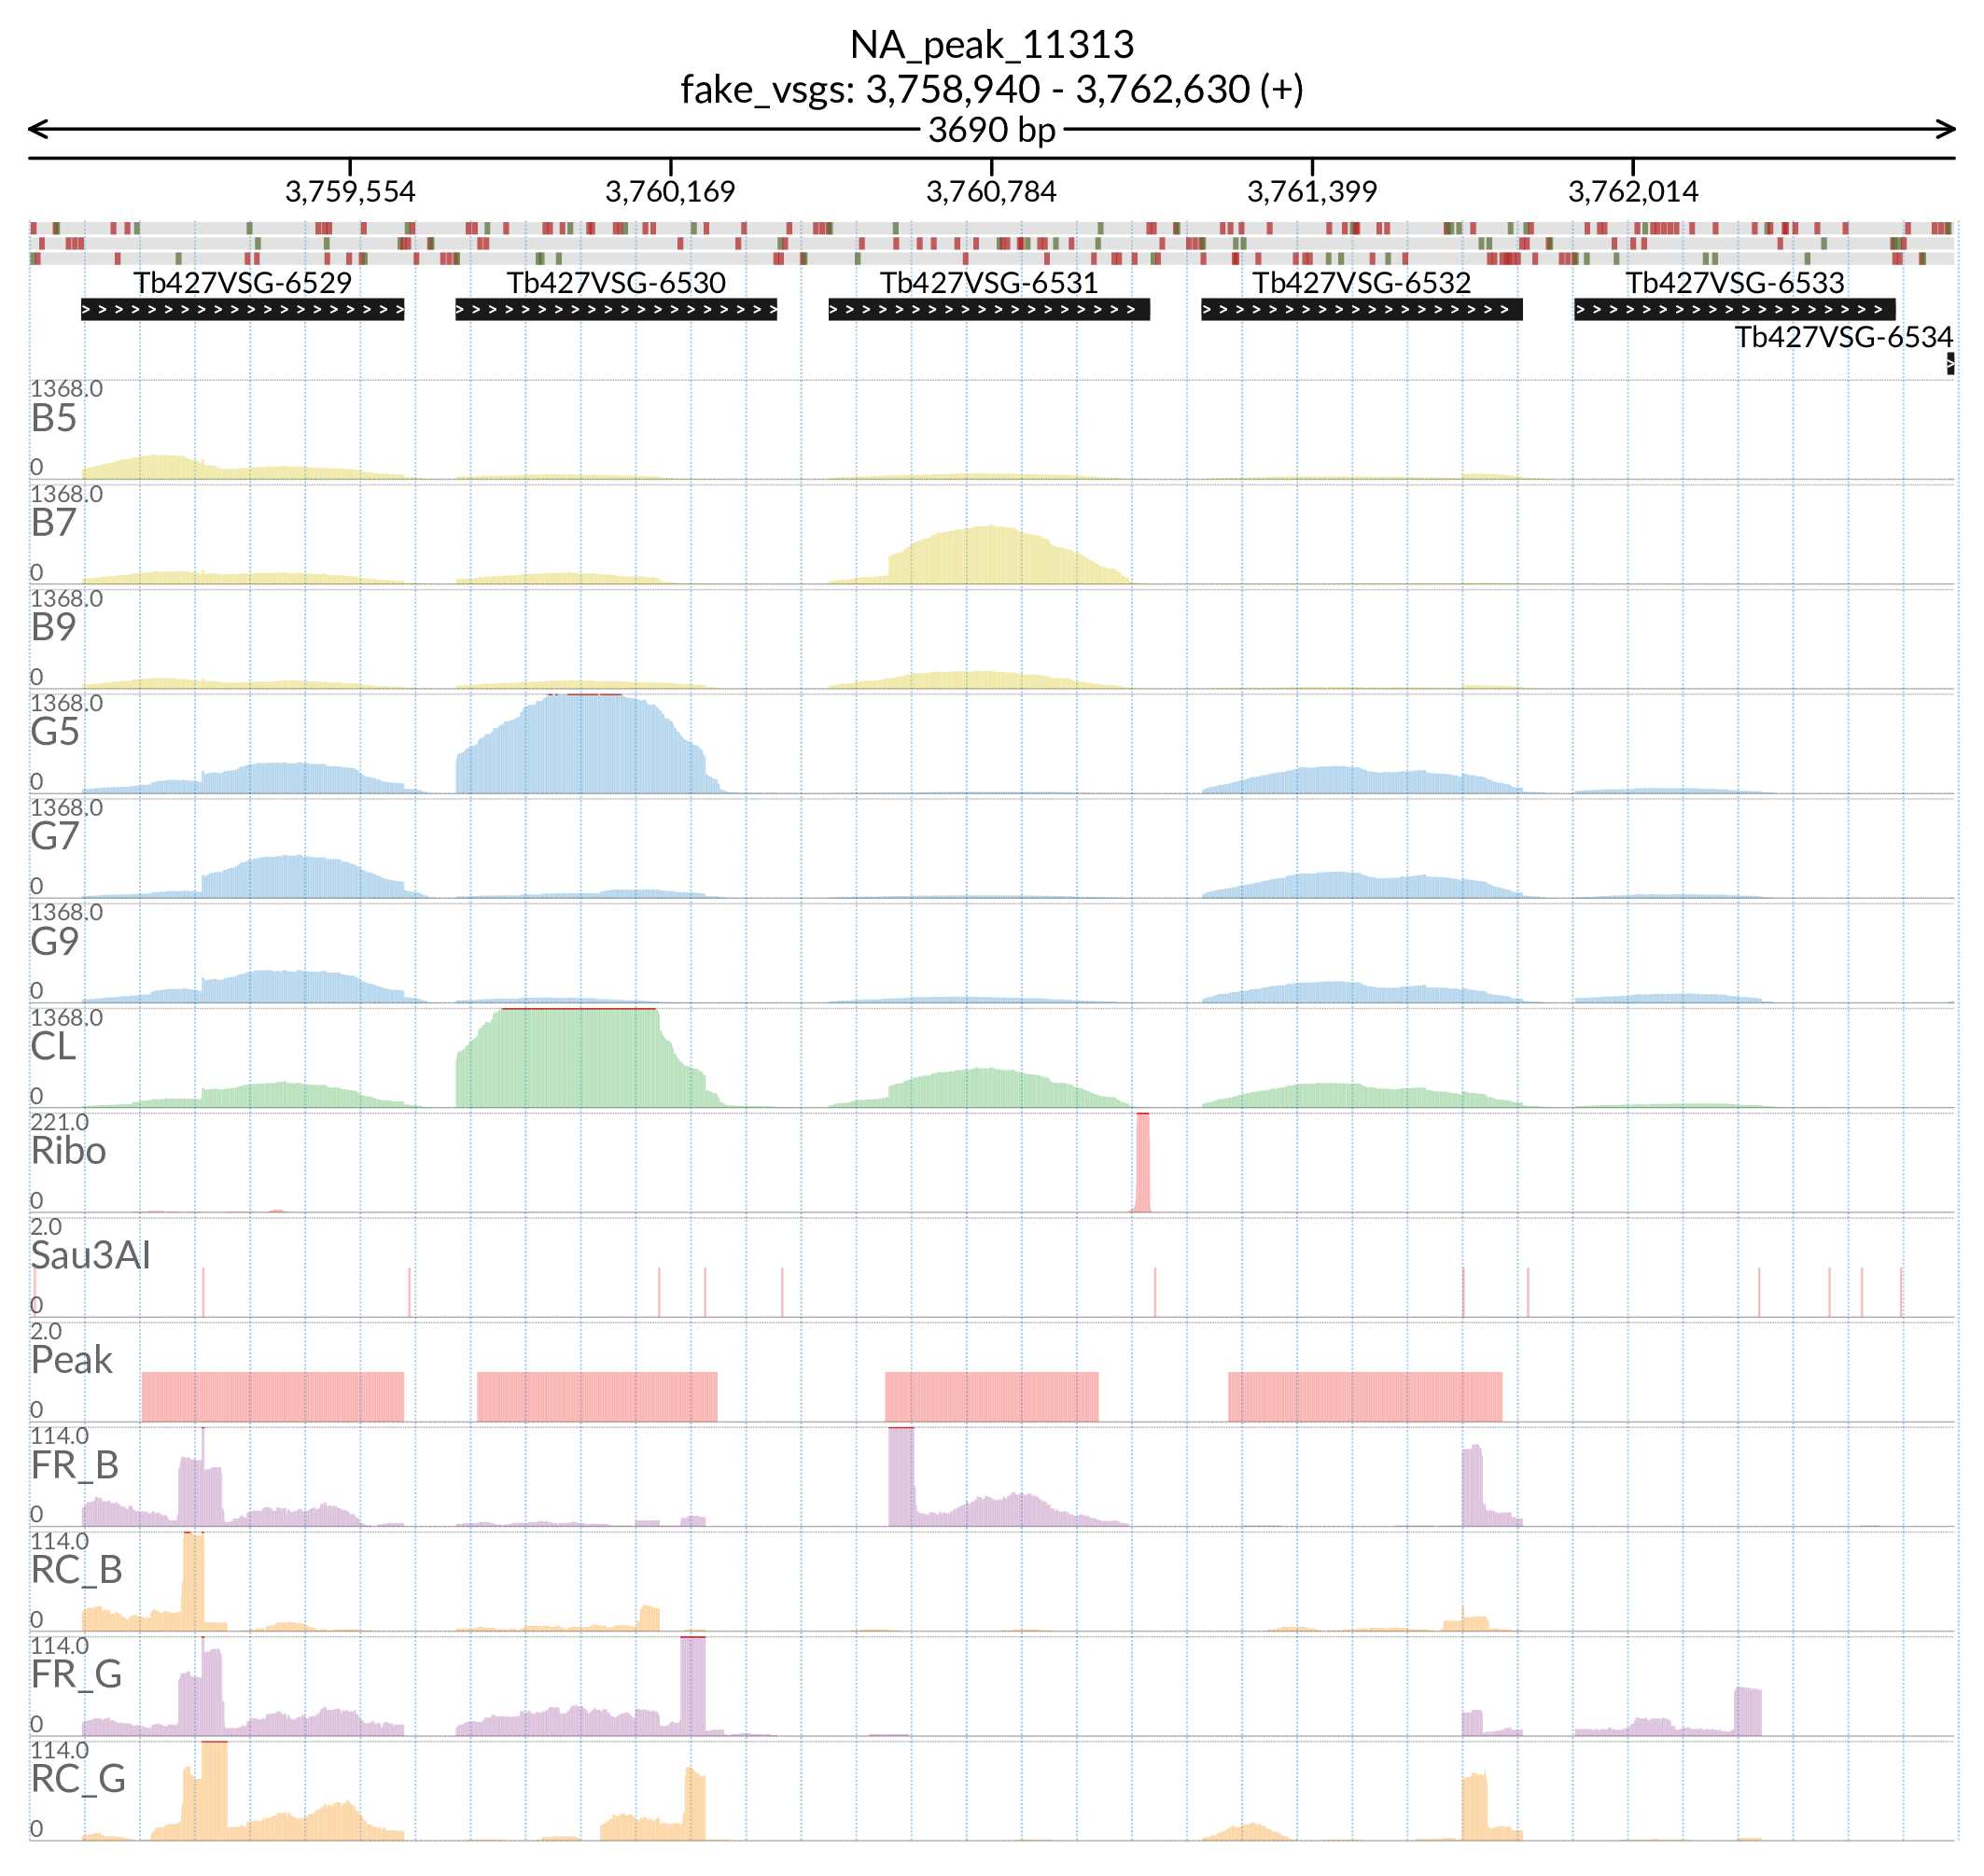 NA_peak_11313
fake_vsgs: 3,758,940 - 3,762,630 (+)
3690 bp
3,759,554 3,760,169 3,760,784 3,761,399 3,762,014
Tb427VSG-6529 Tb427VSG-6530 Tb427VSG-6531 Tb427VSG-6532 Tb427VSG-6533
Tb427VSG-6534
1368.0
B5
0
1368.0
B7
0
1368.0
B9
0
1368.0
G5
0
1368.0
G7
0
1368.0
G9
0
1368.0
CL
0
221.0
Ribo
0
2.0
Sau3AI
0
2.0
Peak
0
114.0
FR_B
0
114.0
RC_B
0
114.0
FR_G
0
114.0
RC_G
0